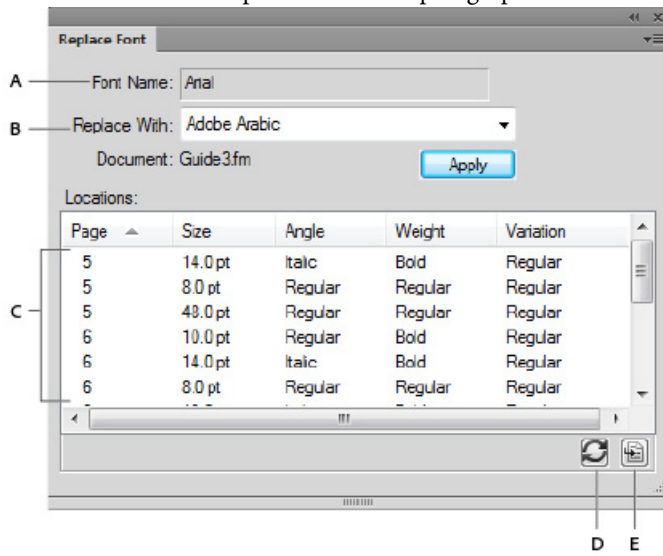 Replace Font
A Font Name: Arial
B Replace With: Adobe Arabic
Document: Guide3.fm Apply
Locations:
Page Size Angle Weight Variation
5 14.0 pt Italic Bold Regular
5 8.0 pt Regular Regular Regular
C 5 48.0 pt Regular Regular Regular
6 10.0 pt Regular Bold Regular
6 14.0 pt Italic Bold Regular
6 8.0 pt Regular Regular Regular
D E